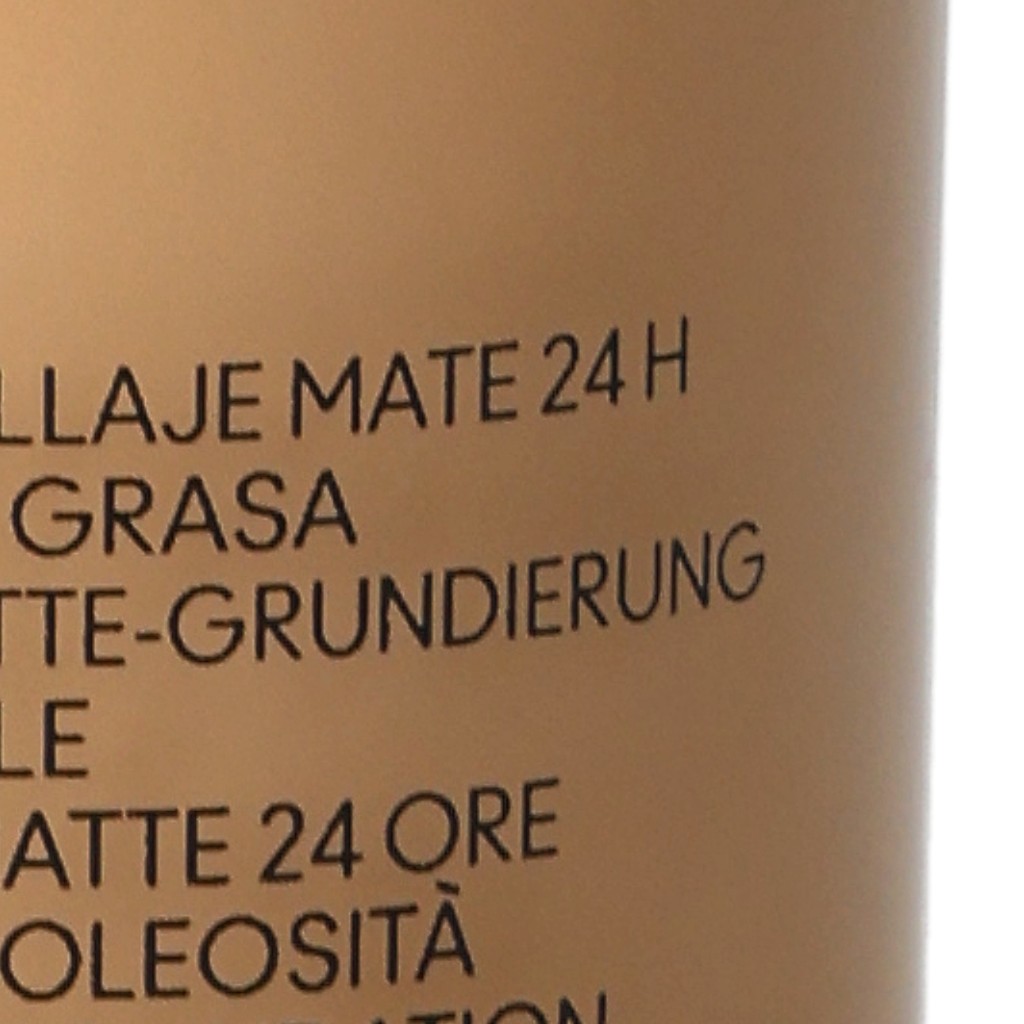 LLAJE MATE 24 H
GRASA
TTE-GRUNDIERUNG
LE
ATTE 24 ORE
OLEOSITÀ